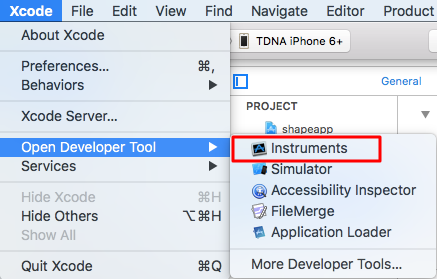 Xcode File Edit View Find Navigate Editor Product
About Xcode
TDNA iPhone 6+
Preferences... ⌘,
Behaviors
General
Xcode Server...
PROJECT
shapeapp
Open Developer Tool
Instruments
Services
Simulator
Hide Xcode ⌘H
Accessibility Inspector
Hide Others ⌥⌘H
FileMerge
Show All
Application Loader
Quit Xcode ⌘Q
More Developer Tools...